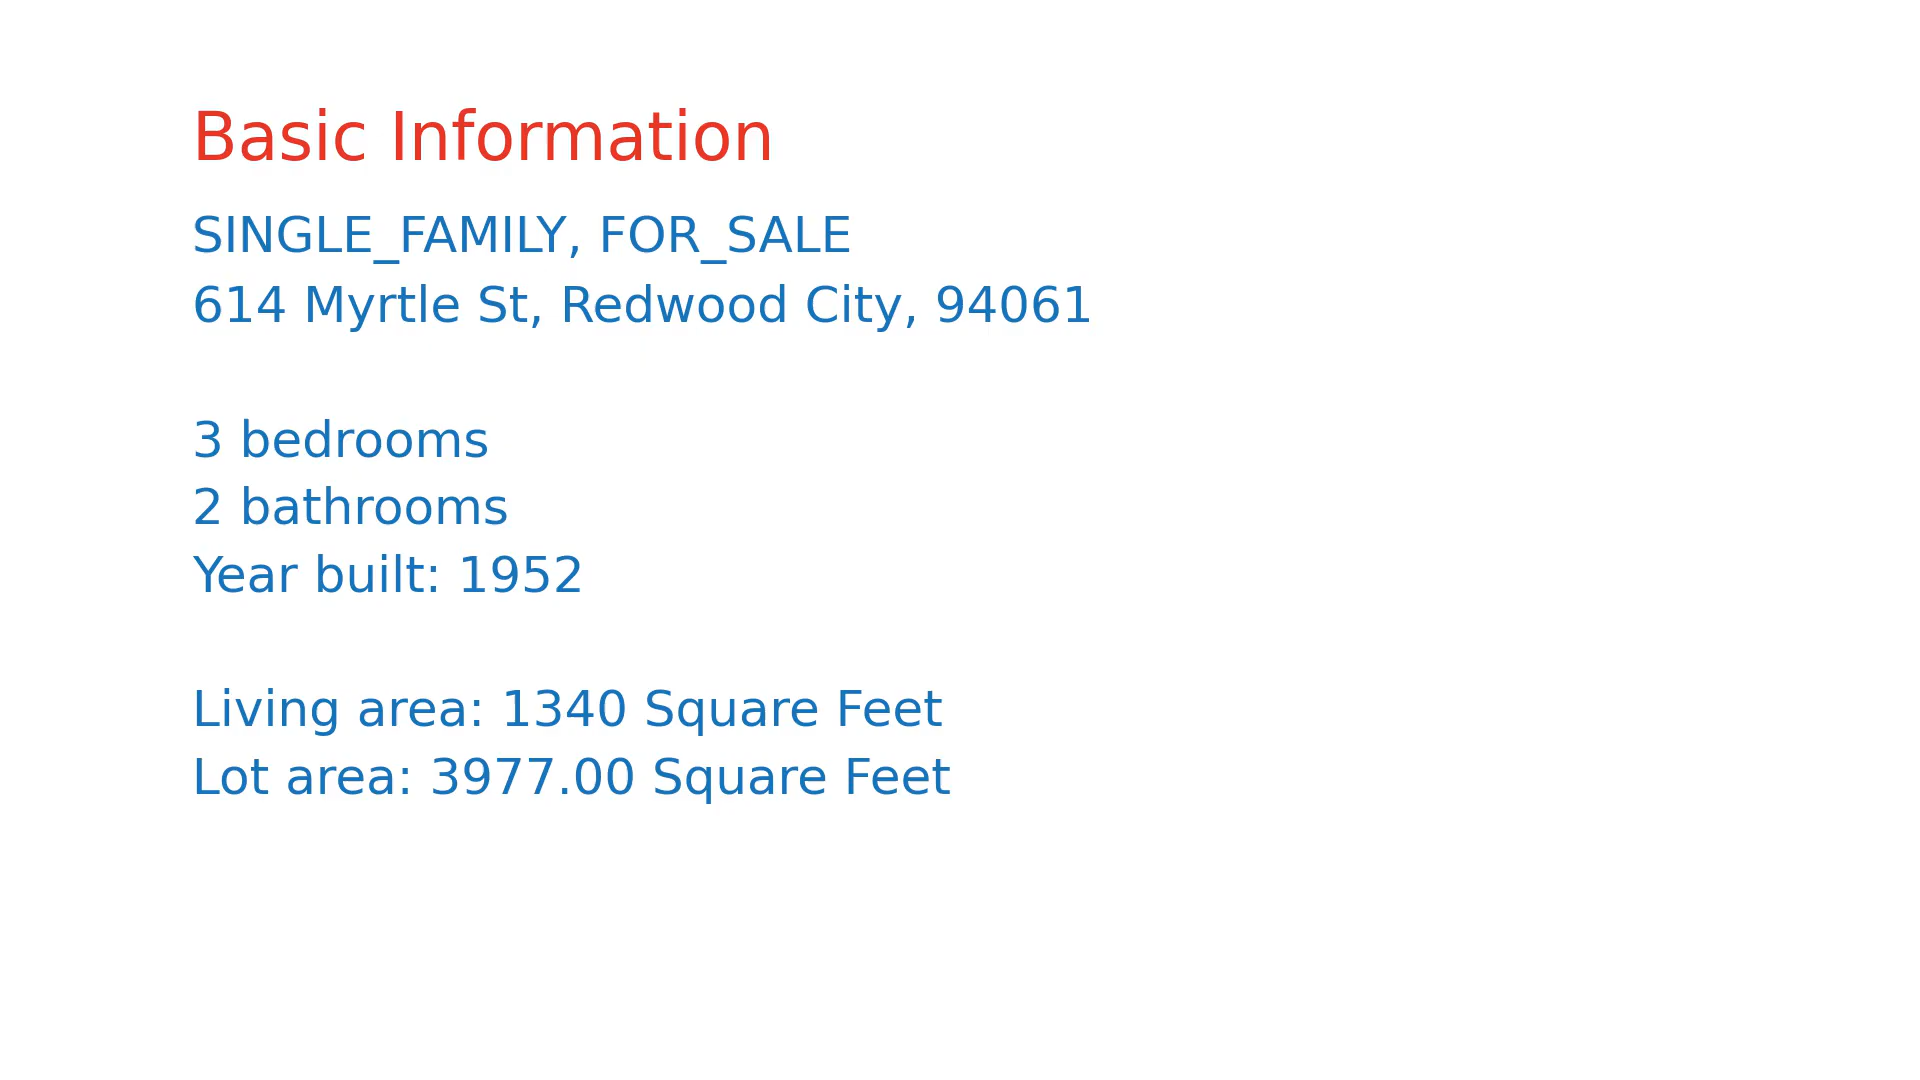 Basic Information
SINGLE_FAMILY, FOR_SALE
614 Myrtle St, Redwood City, 94061
3 bedrooms
2 bathrooms
Year built: 1952
Living area: 1340 Square Feet
Lot area: 3977.00 Square Feet